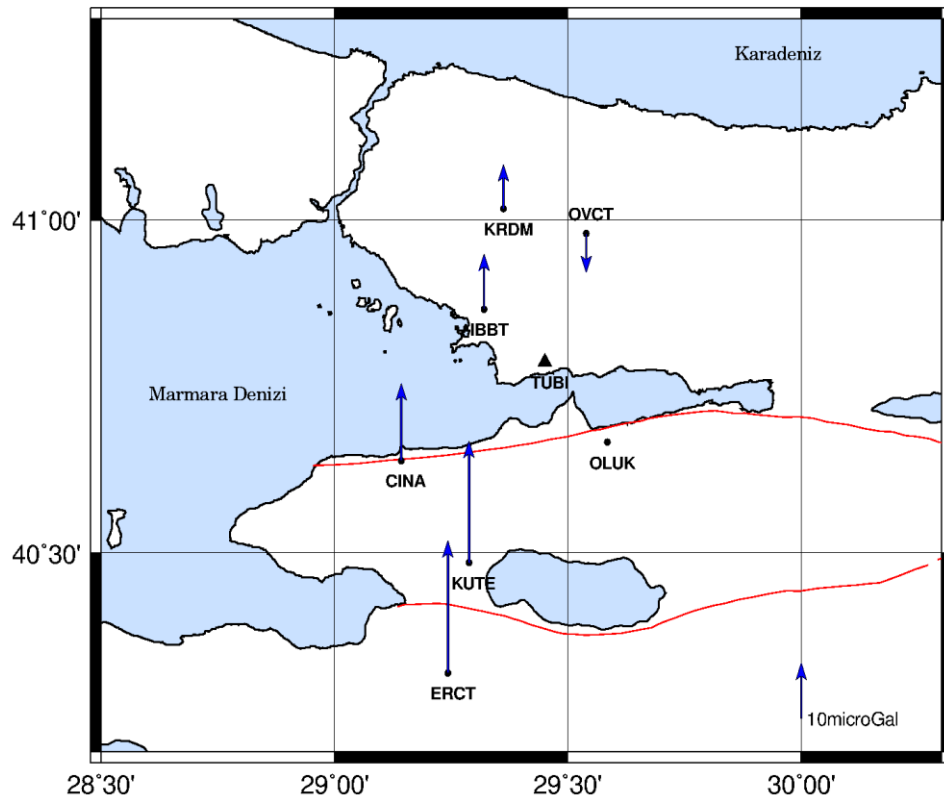 Karadeniz
41°00'
KRDM
OVCT
IBBT
TUBI
Marmara Denizi
CINA
OLUK
40°30'
KUTE
ERCT
10microGal
28°30'
29°00'
29°30'
30°00'